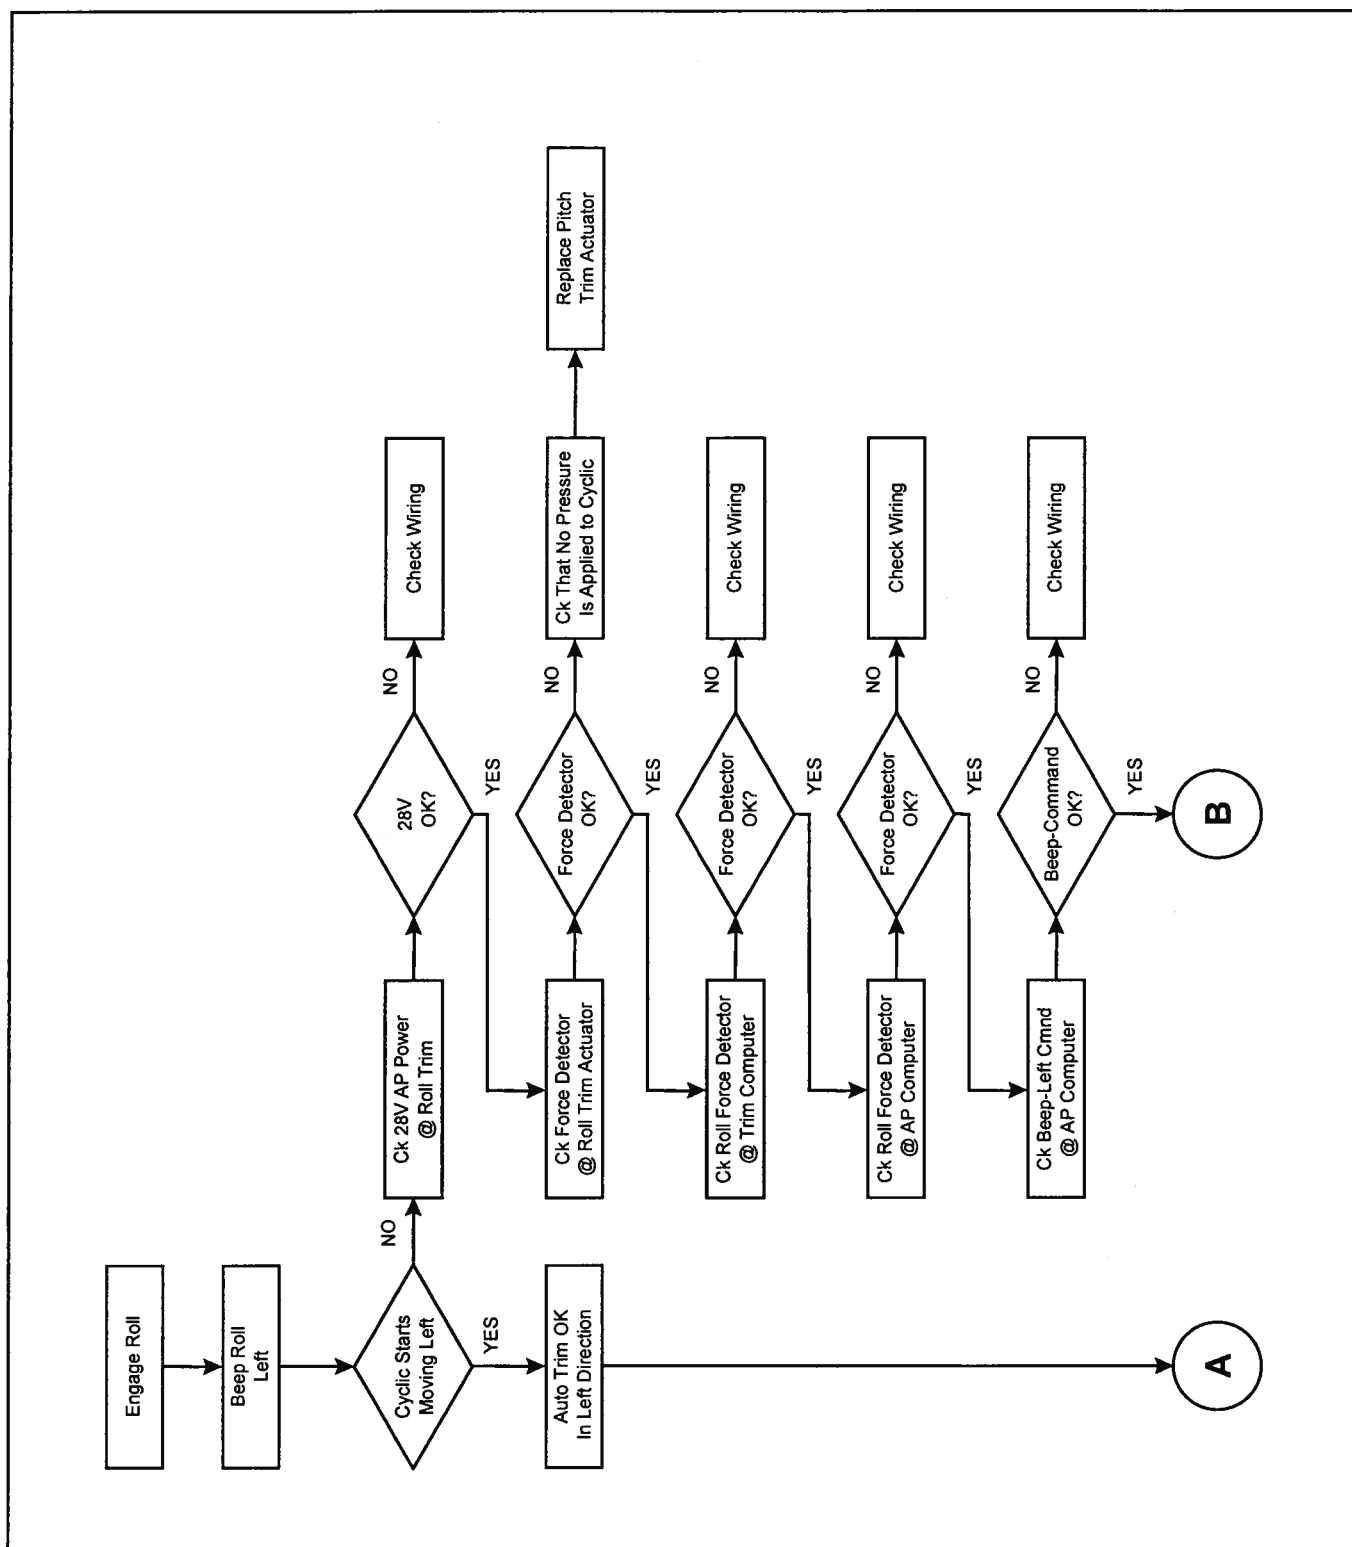 Engage Roll
Beep Roll
Left
Cyclic Starts
Moving Left
NO
YES
Auto Trim OK
In Left Direction
A
Ck 28V AP Power
@ Roll Trim
28V
OK?
NO
Check Wiring
YES
Ck Force Detector
@ Roll Trim Actuator
Force Detector
OK?
NO
Ck That No Pressure
Is Applied to Cyclic
Replace Pitch
Trim Actuator
YES
Ck Roll Force Detector
@ Trim Computer
Force Detector
OK?
NO
Check Wiring
YES
Ck Roll Force Detector
@ AP Computer
Force Detector
OK?
NO
Check Wiring
YES
Ck Beep-Left Cmnd
@ AP Computer
Beep-Command
OK?
NO
Check Wiring
YES
B